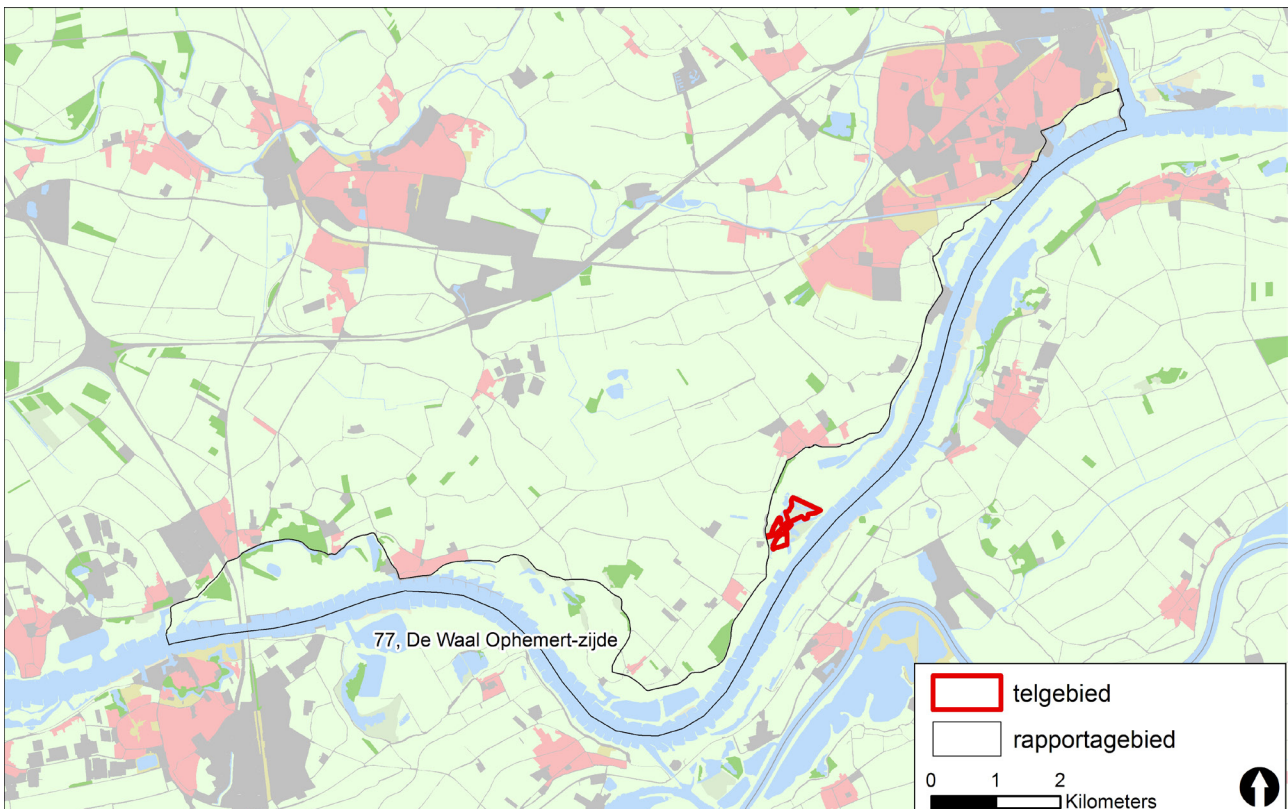 77, De Waal Ophemert-zijde
telgebied
rapportagebied
0 1 2
Kilometers